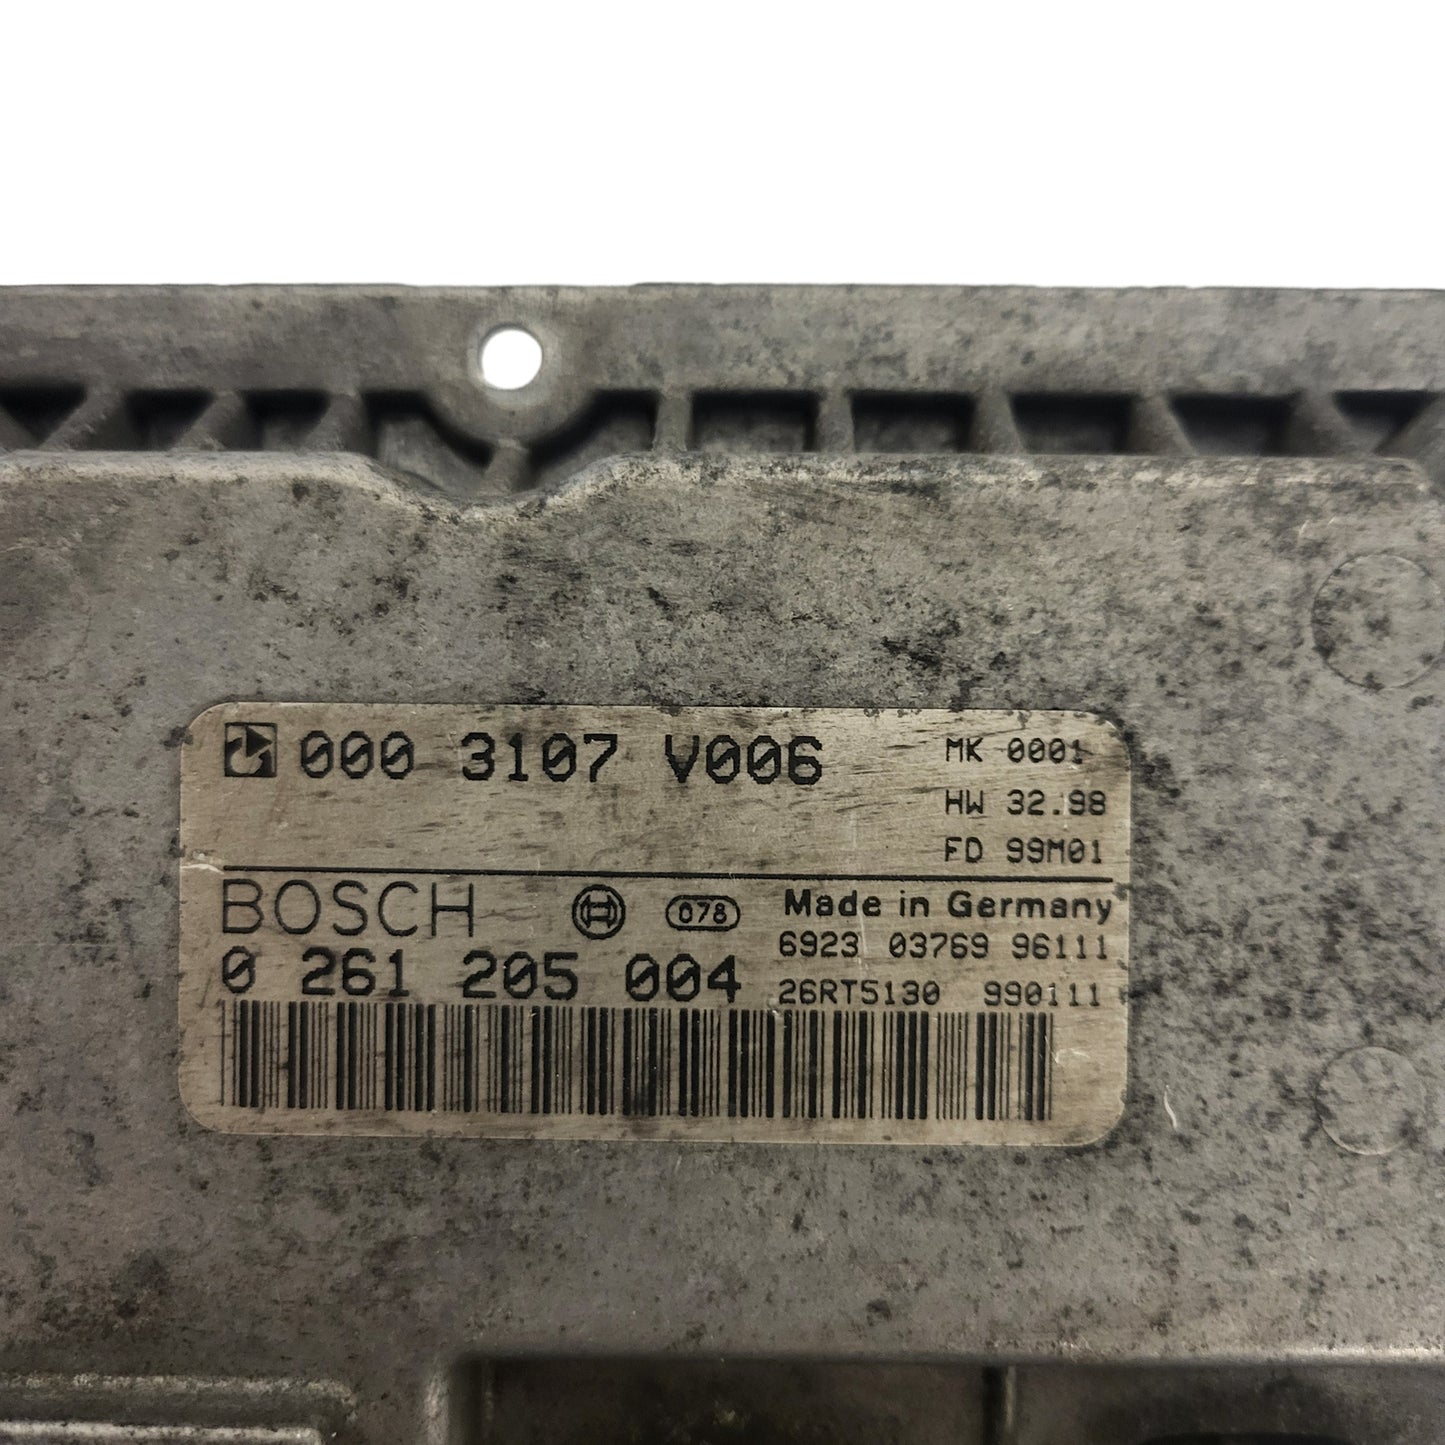 000 3107 V006 MK 0001
HW 32.98
FD 99M01
BOSCH 078 Made in Germany
6923 03769 96111
0 261 205 004
26RT5130 990111